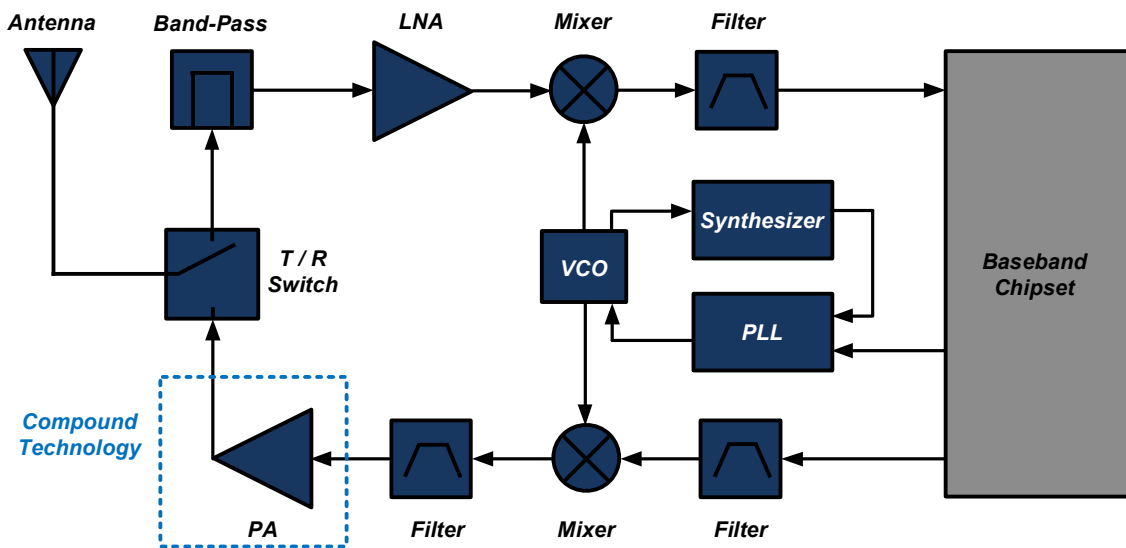 Antenna
Band-Pass
LNA
Mixer
Filter
T / R
Switch
VCO
Synthesizer
PLL
Baseband
Chipset
Compound
Technology
PA
Filter
Mixer
Filter